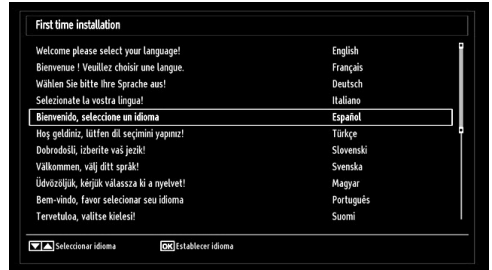 First time installation
Welcome please select your language! English
Bienvenue ! Veuillez choisir une langue. Français
Wählen Sie bitte Ihre Sprache aus! Deutsch
Selezionate la vostra lingua! Italiano
Bienvenido, seleccione un idioma Español
Hoş geldiniz, lütfen dil seçimini yapınız! Türkçe
Dobrodošli, izberite vaš jezik! Slovenski
Välkommen, välj ditt språk! Svenska
Üdvözöljük, kérjük válassza ki a nyelvet! Magyar
Bem-vindo, favor selecionar seu idioma Português
Tervetuloa, valitse kielesi! Suomi
Seleccionar idioma OK Establecer idioma